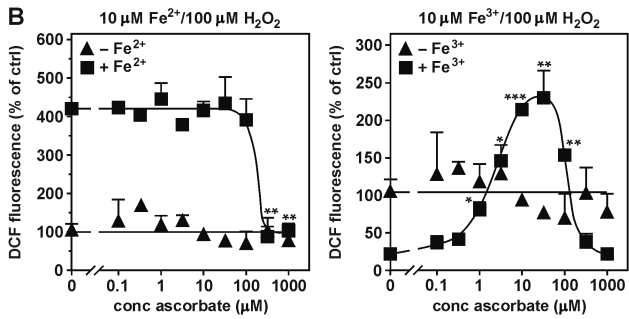 B
10 µM Fe²⁺/100 µM H₂O₂
DCF fluorescence (% of ctrl)
600
500
400
300
200
100
0
– Fe²⁺
+ Fe²⁺
** **
0 0.1 1 10 100 1000
conc ascorbate (µM)
10 µM Fe³⁺/100 µM H₂O₂
DCF fluorescence (% of ctrl)
300
250
200
150
100
50
0
– Fe³⁺
+ Fe³⁺
**
***
*
**
*
0 0.1 1 10 100 1000
conc ascorbate (µM)